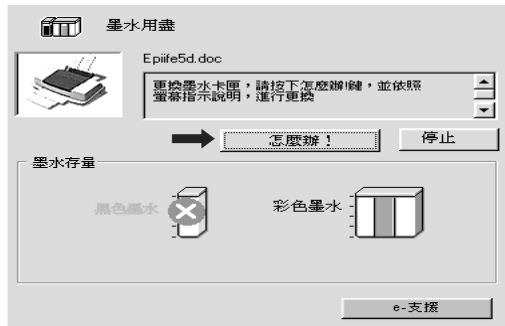 墨水用盡
Epiife5d.doc
更換墨水卡匣，請按下怎麼辦!鍵，並依照
螢幕指示說明，進行更換
怎麼辦！
停止
墨水存量
黑色墨水
彩色墨水
e-支援